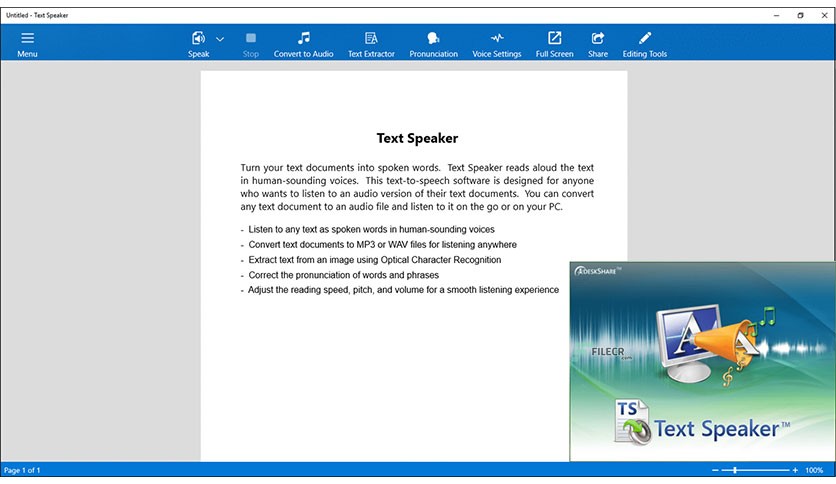 Untitled - Text Speaker
Menu
Speak
Stop
Convert to Audio
Text Extractor
Pronunciation
Voice Settings
Full Screen
Share
Editing Tools
Text Speaker
Turn your text documents into spoken words. Text Speaker reads aloud the text
in human-sounding voices. This text-to-speech software is designed for anyone
who wants to listen to an audio version of their text documents. You can convert
any text document to an audio file and listen to it on the go or on your PC.
- Listen to any text as spoken words in human-sounding voices
- Convert text documents to MP3 or WAV files for listening anywhere
- Extract text from an image using Optical Character Recognition
- Correct the pronunciation of words and phrases
- Adjust the reading speed, pitch, and volume for a smooth listening experience
DESKSHARE™
A A
FILECR
.com
TS
Text Speaker™
Page 1 of 1
100%